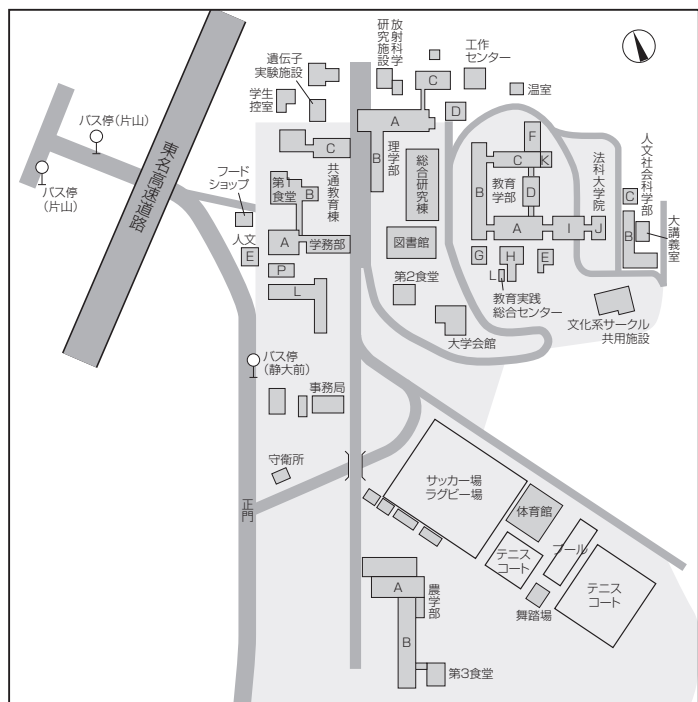 放射科学
研究施設
工作
センター
遺伝子
実験施設
学生
控室
C
温室
D
A
F
バス停(片山)
C
理学部
B
総合研究棟
C
K
教育
学部
B
D
法科大学院
人文社会科学部
C
大講義室
バス停
(片山)
東名高速道路
フード
ショップ
第1
食堂
B
共通教育棟
A
I
J
B
人文
E
A
学務部
図書館
G
H
E
P
L
L
第2食堂
教育実践
総合センター
大学会館
文化系サークル
共用施設
バス停
(静大前)
事務局
守衛所
正門
サッカー場
ラグビー場
体育館
プール
テニス
コート
テニス
コート
舞踏場
A
農学部
B
第3食堂